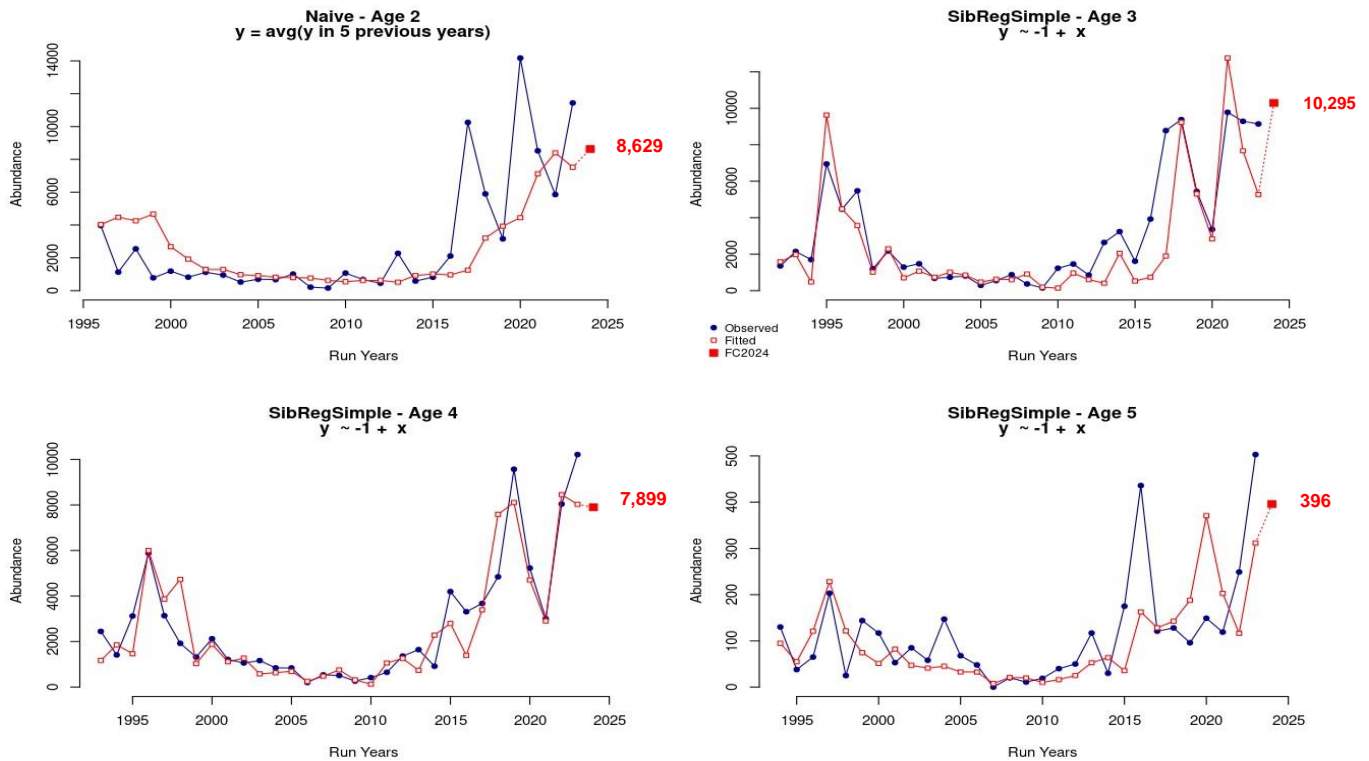 Naive - Age 2
y = avg(y in 5 previous years)
Abundance
14000
10000
6000
4000
2000
0
8,629
1995 2000 2005 2010 2015 2020 2025
Run Years
SibRegSimple - Age 3
y ~ -1 + x
Abundance
10000
6000
2000
0
10,295
1995 2000 2005 2010 2015 2020 2025
Run Years
Observed
Fitted
FC2024
SibRegSimple - Age 4
y ~ -1 + x
Abundance
10000
8000
6000
4000
2000
0
7,899
1995 2000 2005 2010 2015 2020 2025
Run Years
SibRegSimple - Age 5
y ~ -1 + x
Abundance
500
400
300
200
100
0
396
1995 2000 2005 2010 2015 2020 2025
Run Years